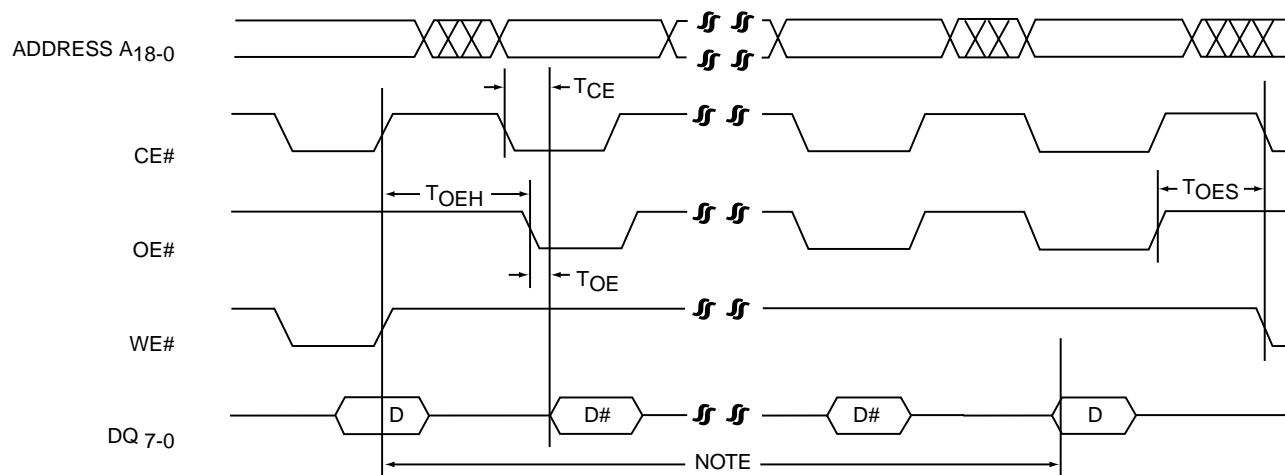 ADDRESS A18-0
TCE
CE#
TOEH
TOES
OE#
TOE
WE#
D D# D# D
DQ 7-0
NOTE